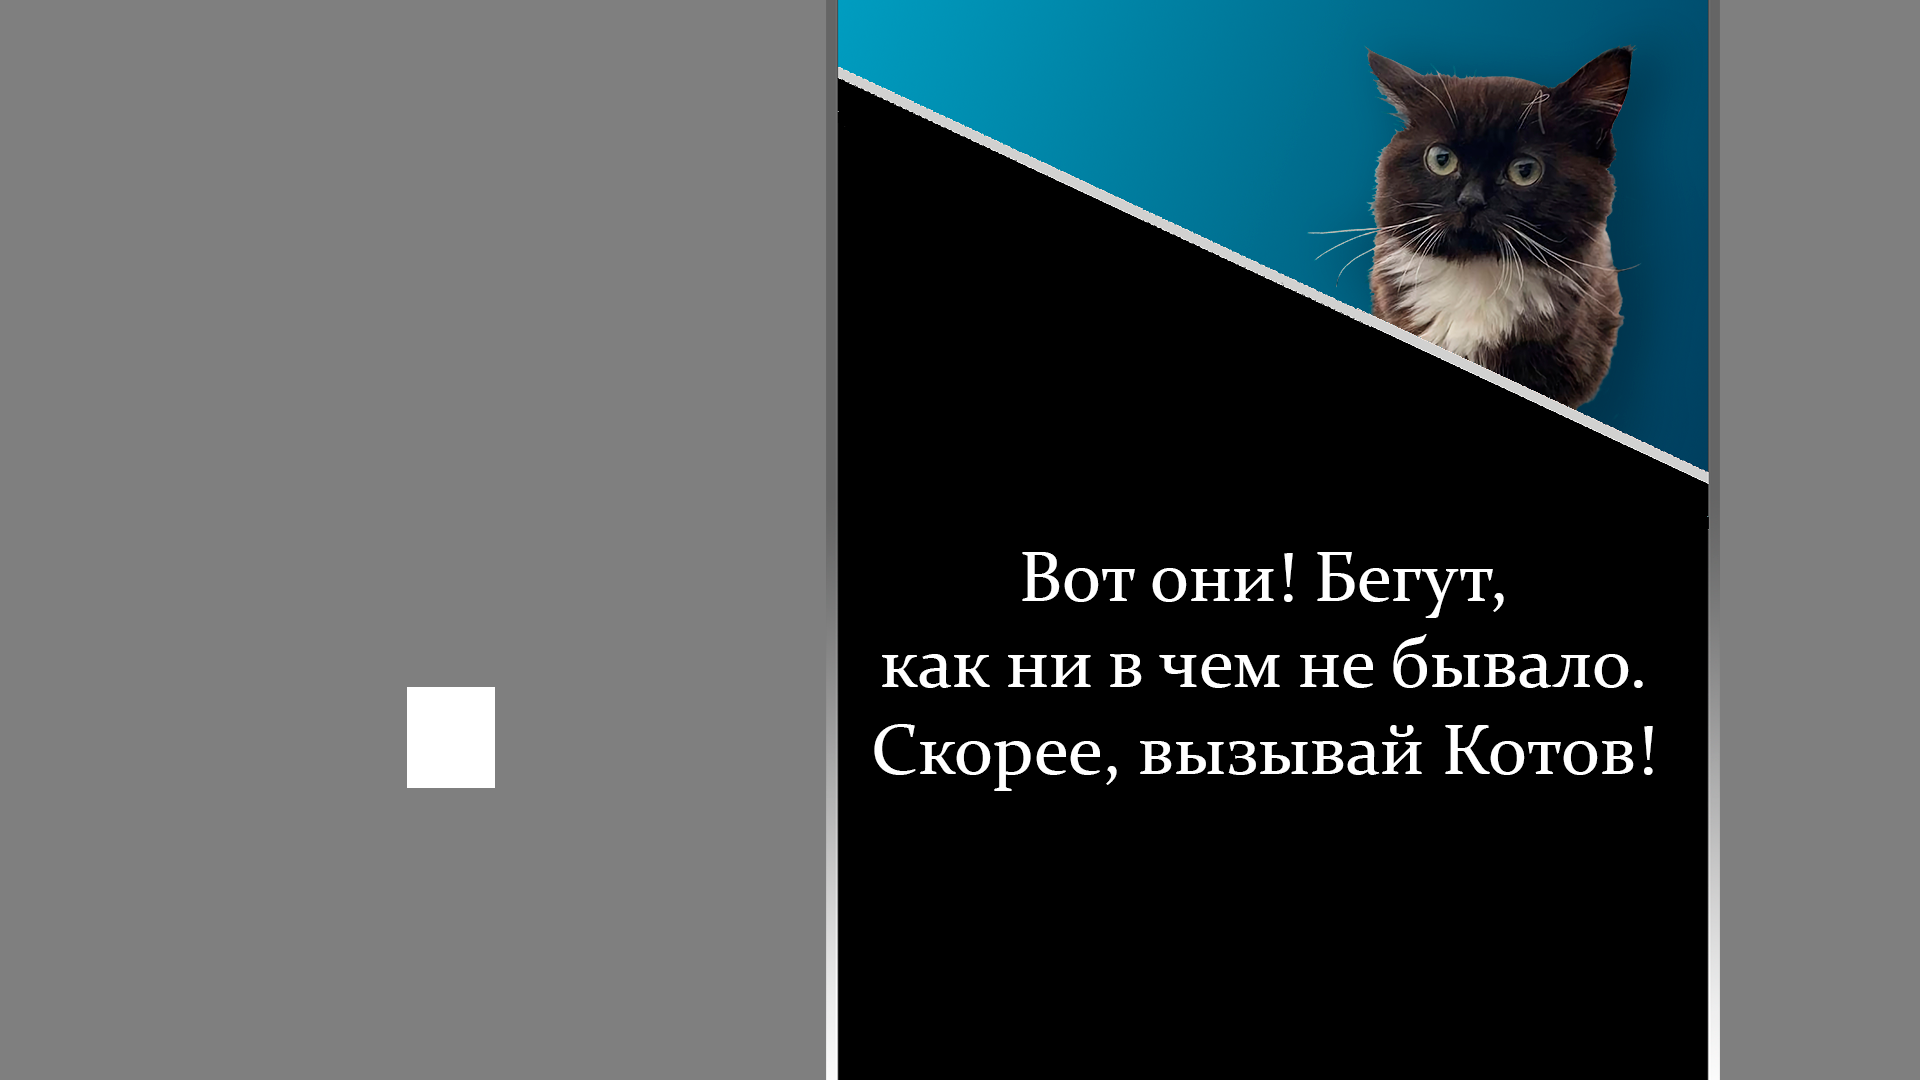 Вот они! Бегут,
как ни в чем не бывало.
Скорее, вызывай Котов!